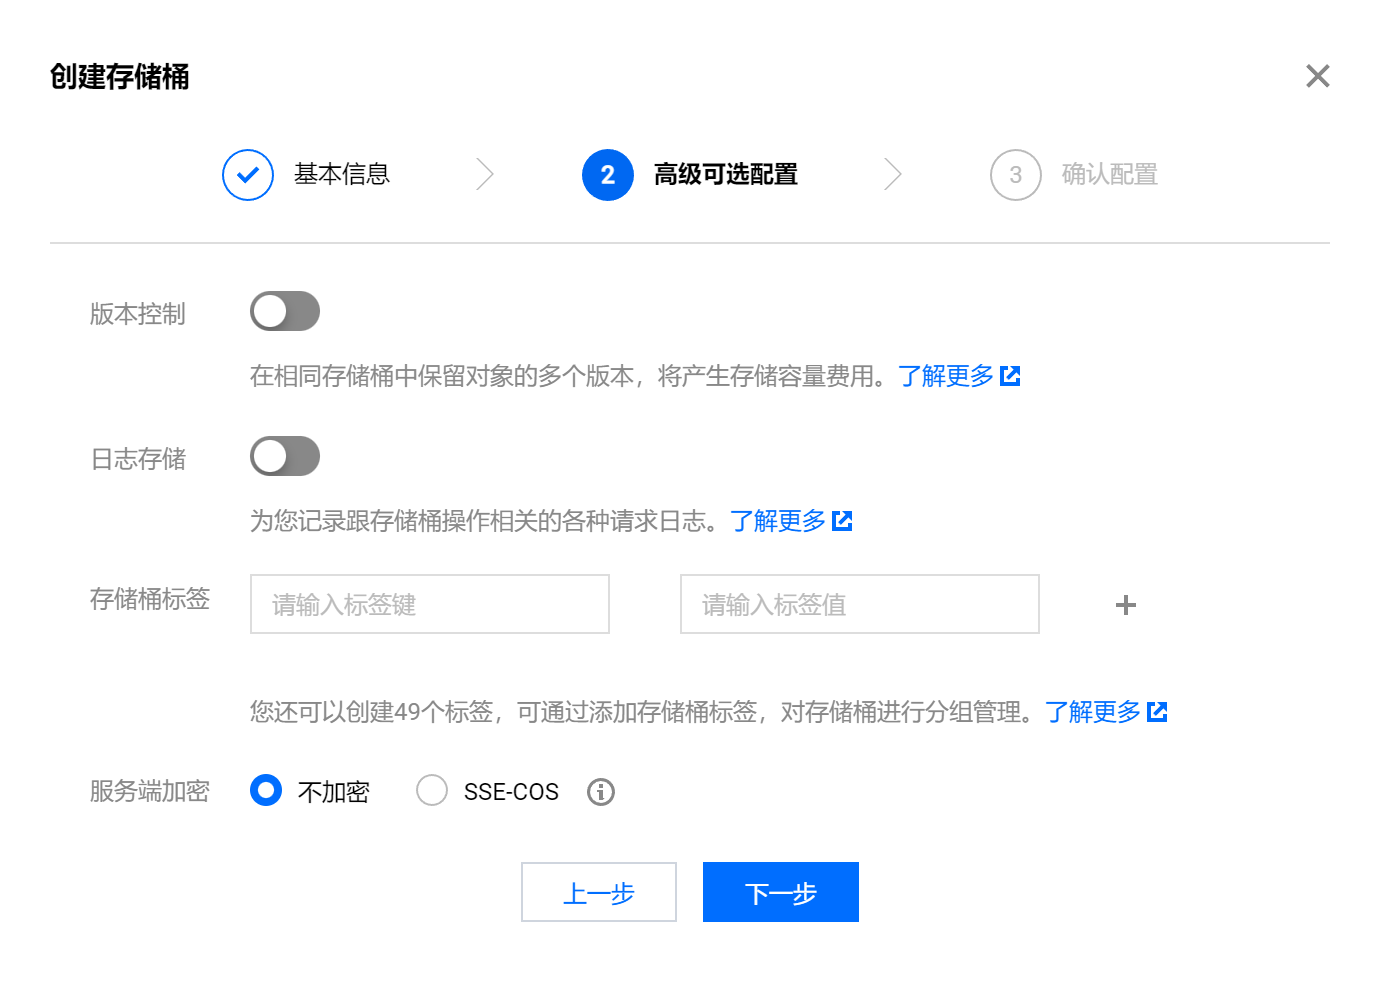 创建存储桶
基本信息
2 高级可选配置
3 确认配置
版本控制
在相同存储桶中保留对象的多个版本，将产生存储容量费用。了解更多
日志存储
为您记录跟存储桶操作相关的各种请求日志。了解更多
存储桶标签 请输入标签键 请输入标签值
您还可以创建49个标签，可通过添加存储桶标签，对存储桶进行分组管理。了解更多
服务端加密 不加密 SSE-COS
上一步 下一步